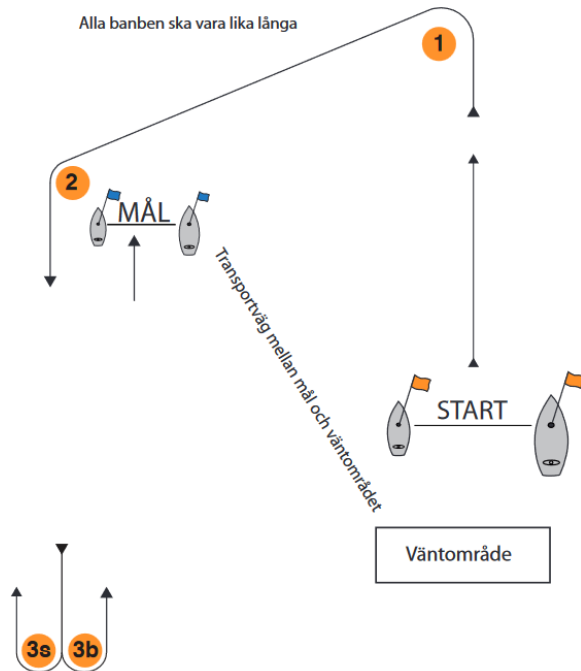 Alla banben ska vara lika långa
1
2
MÅL
Transportväg mellan mål och väntområdet
START
Väntområde
3s
3b